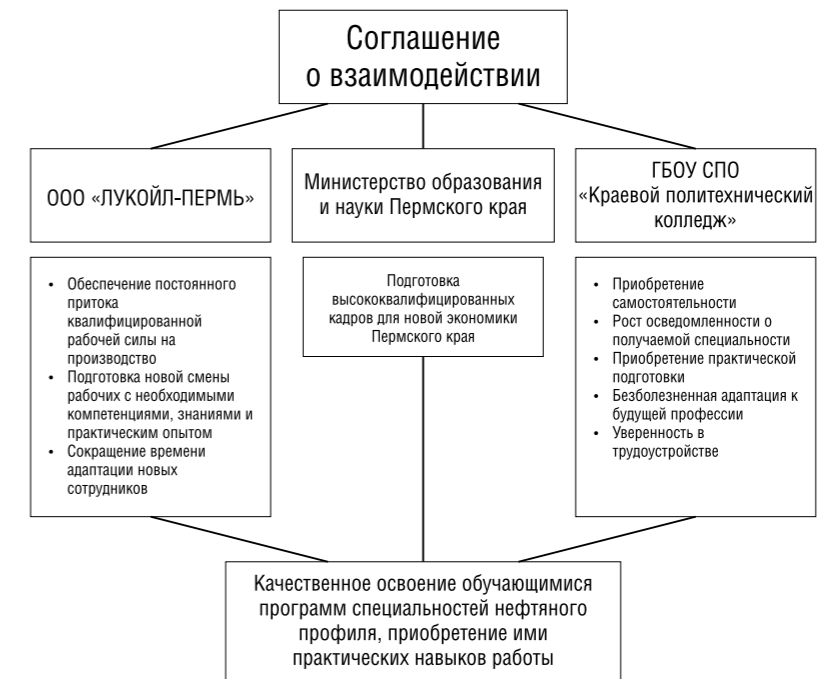 Соглашение
о взаимодействии
ООО «ЛУКОЙЛ-ПЕРМЬ»
Министерство образования
и науки Пермского края
ГБОУ СПО
«Краевой политехнический
колледж»
• Обеспечение постоянного
притока
квалифицированной
рабочей силы на
производство
• Подготовка новой смены
рабочих с необходимыми
компетенциями, знаниями и
практическим опытом
• Сокращение времени
адаптации новых
сотрудников
Подготовка
высококвалифицированных
кадров для новой экономики
Пермского края
• Приобретение
самостоятельности
• Рост осведомленности о
получаемой специальности
• Приобретение практической
подготовки
• Безболезненная адаптация к
будущей профессии
• Уверенность в
трудоустройстве
Качественное освоение обучающимися
программ специальностей нефтяного
профиля, приобретение ими
практических навыков работы